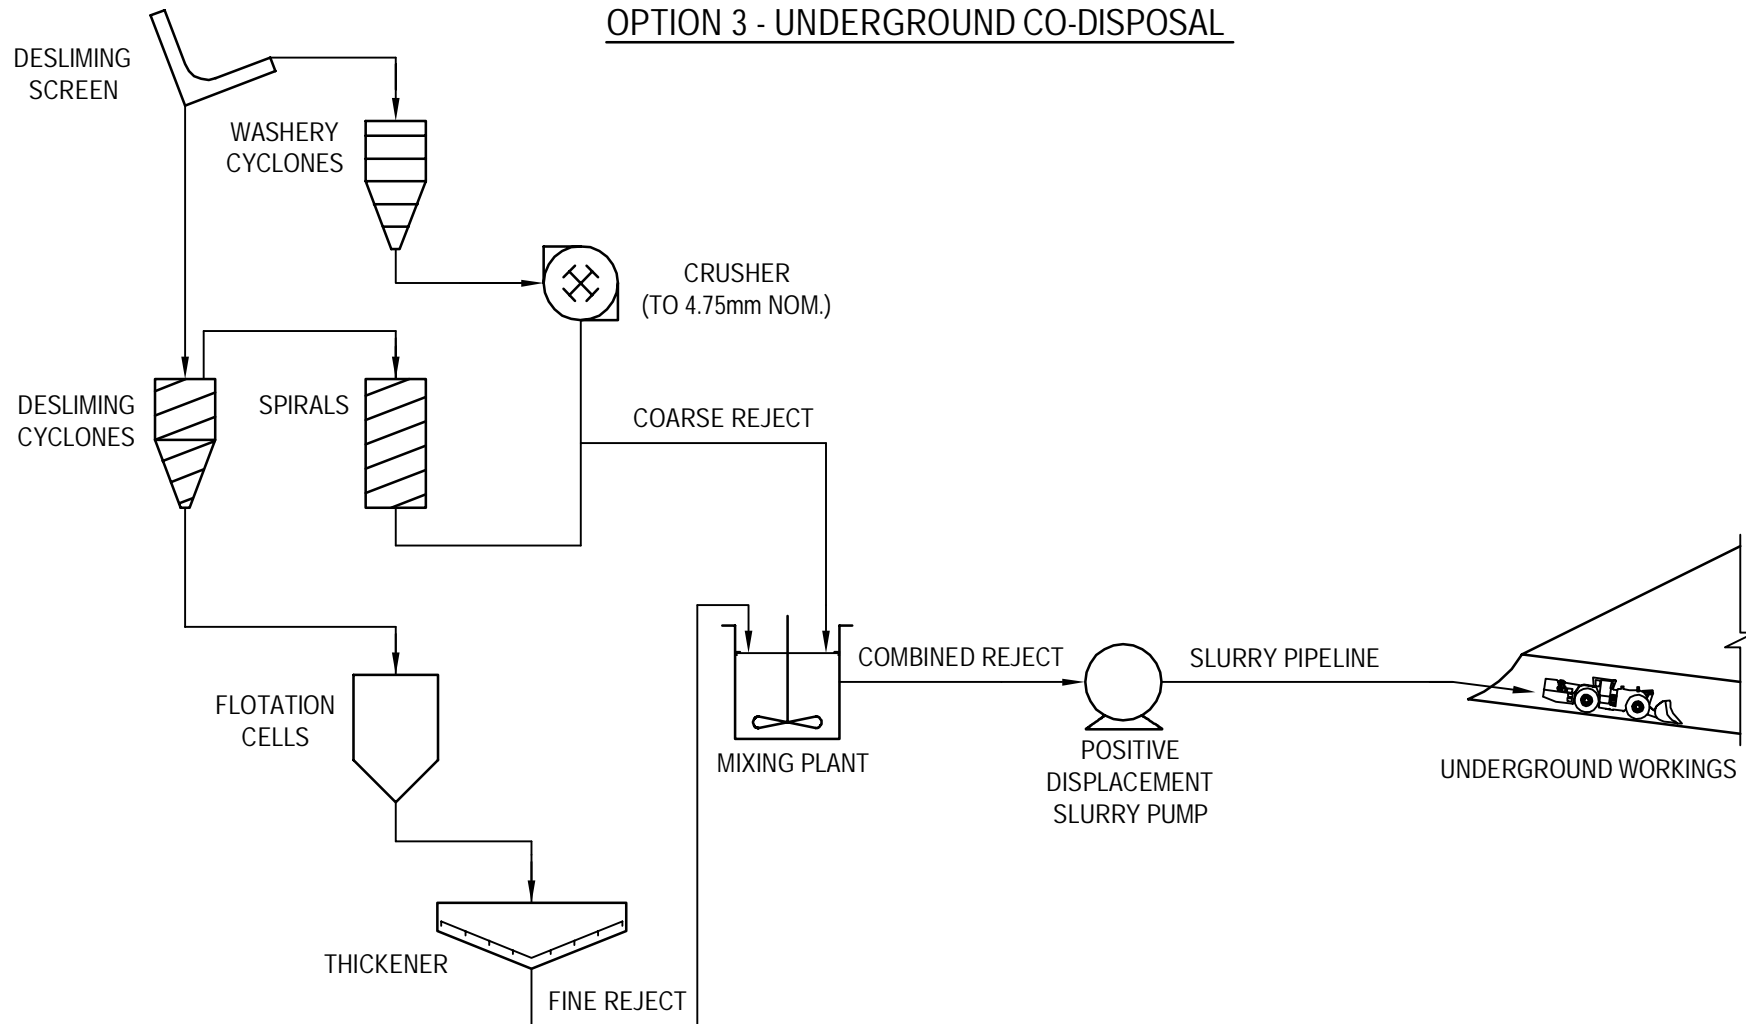 OPTION 3 - UNDERGROUND CO-DISPOSAL
DESLIMING
SCREEN
WASHERY
CYCLONES
CRUSHER
(TO 4.75mm NOM.)
DESLIMING
CYCLONES
SPIRALS
COARSE REJECT
COMBINED REJECT
SLURRY PIPELINE
FLOTATION
CELLS
MIXING PLANT
POSITIVE
DISPLACEMENT
SLURRY PUMP
UNDERGROUND WORKINGS
THICKENER
FINE REJECT